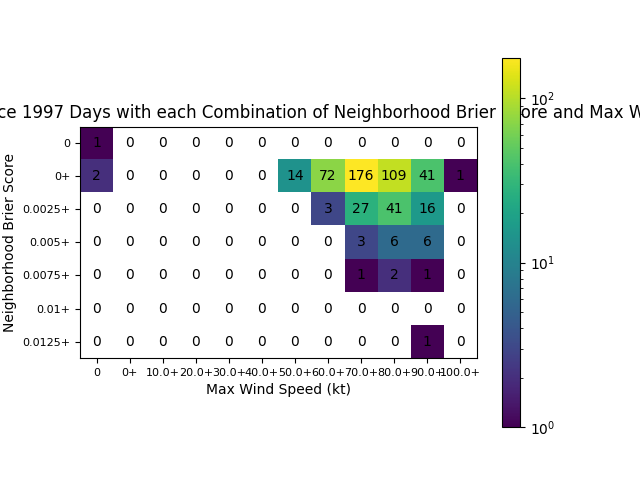 ce 1997 Days with each Combination of Neighborhood Brier ore and Max W
Neighborhood Brier Score
0 1 0 0 0 0 0 0 0 0 0 0 0
0+ 2 0 0 0 0 0 14 72 176 109 41 1
0.0025+ 0 0 0 0 0 0 0 3 27 41 16 0
0.005+ 0 0 0 0 0 0 0 0 3 6 6 0
0.0075+ 0 0 0 0 0 0 0 0 1 2 1 0
0.01+ 0 0 0 0 0 0 0 0 0 0 0 0
0.0125+ 0 0 0 0 0 0 0 0 0 0 1 0
0 0+ 10.0+ 20.0+ 30.0+ 40.0+ 50.0+ 60.0+ 70.0+ 80.0+ 90.0+ 100.0+
Max Wind Speed (kt)
10²
10¹
10⁰